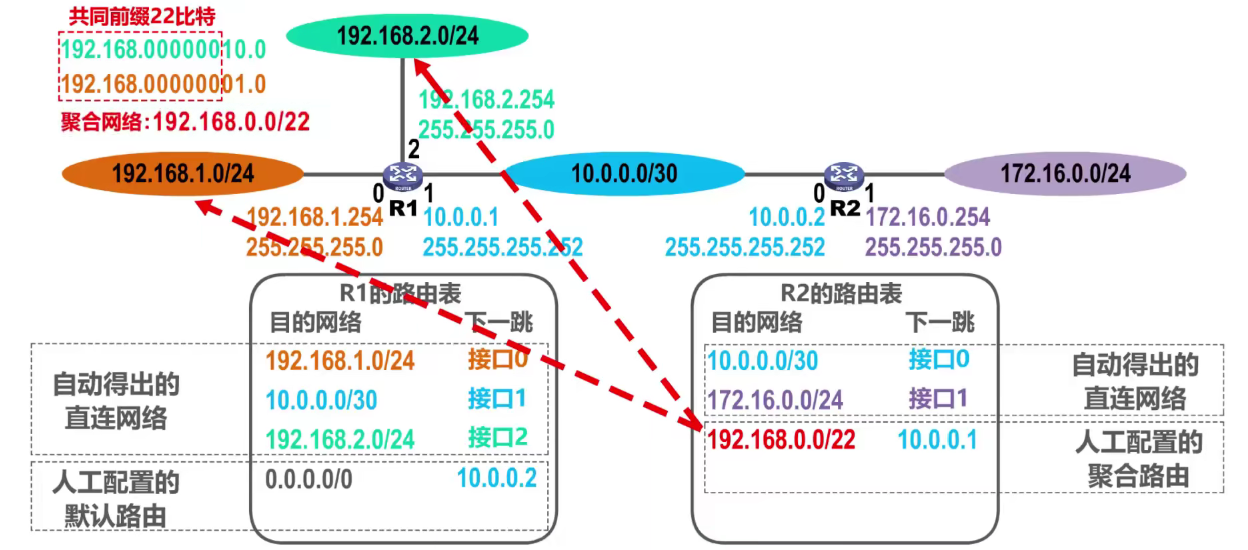 共同前缀22比特
192.168.00000010.0
192.168.00000001.0
聚合网络:192.168.0.0/22
192.168.2.0/24
192.168.2.254
255.255.255.0
2
192.168.1.0/24
0
R1
1
10.0.0.0/30
0
R2
1
172.16.0.0/24
192.168.1.254
255.255.255.0
10.0.0.1
255.255.255.252
10.0.0.2
255.255.255.252
172.16.0.254
255.255.255.0
R1的路由表
目的网络 下一跳
192.168.1.0/24 接口0
10.0.0.0/30 接口1
192.168.2.0/24 接口2
0.0.0.0/0 10.0.0.2
自动得出的
直连网络
人工配置的
默认路由
R2的路由表
目的网络 下一跳
10.0.0.0/30 接口0
172.16.0.0/24 接口1
192.168.0.0/22 10.0.0.1
自动得出的
直连网络
人工配置的
聚合路由